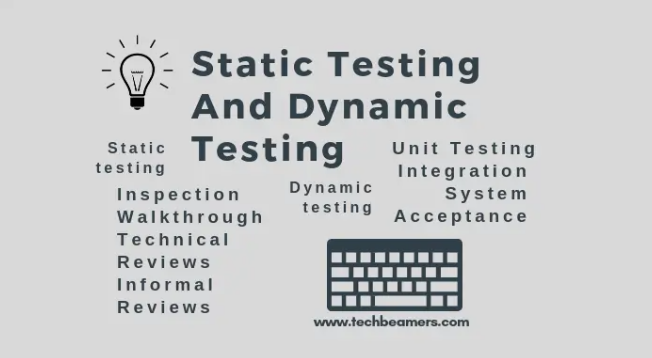 Static Testing
And Dynamic
Testing
Static
testing
Inspection
Walkthrough
Technical
Reviews
Informal
Reviews
Dynamic
testing
Unit Testing
Integration
System
Acceptance
www.techbeamers.com